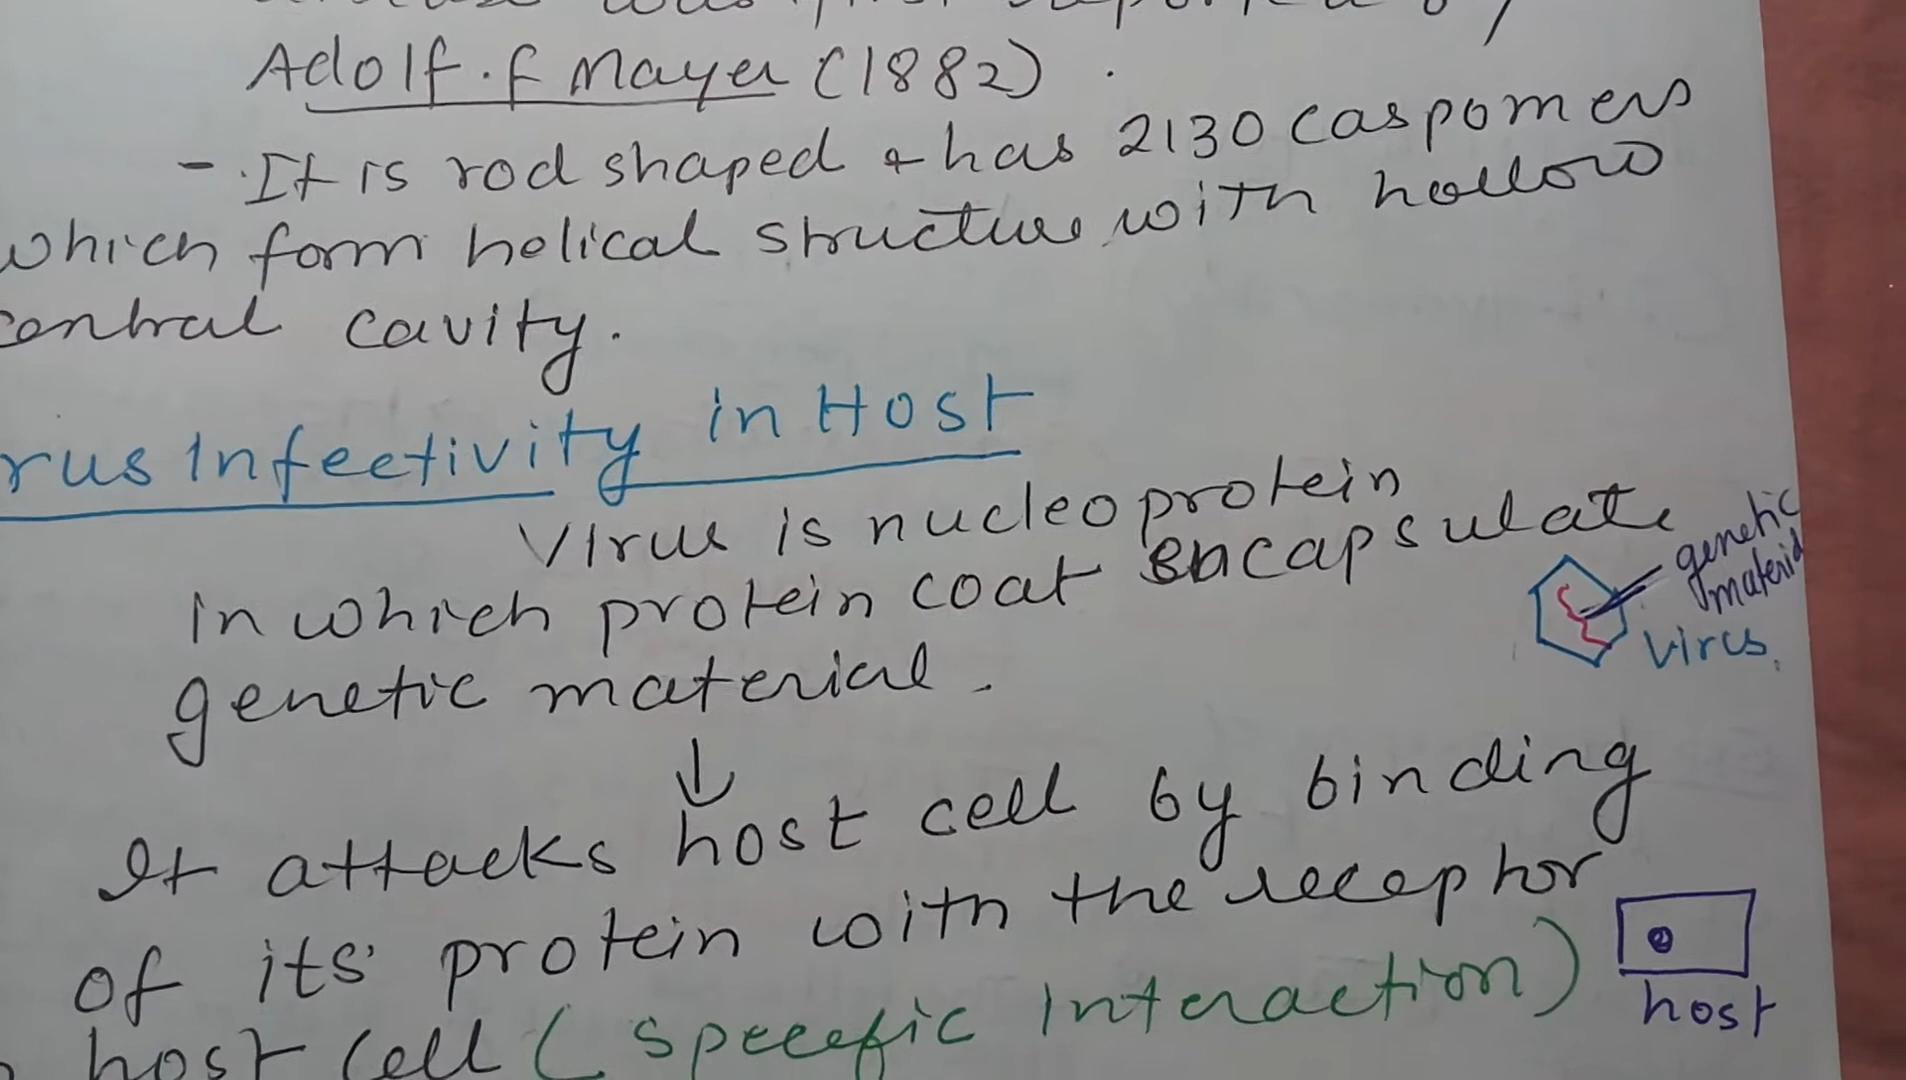 Adolf.f Mayer (1882).
- It is rod shaped & has 2130 caspomers
which form helical structure with hollow
central cavity.
rus Infectivity in Host
Virus is nucleoprotein
in which protein coat encapsulate
genetic material.
genetic
material
virus.
↓
It attacks host cell by binding
of its protein with the receptor
host cell ( specefic interaction)
host